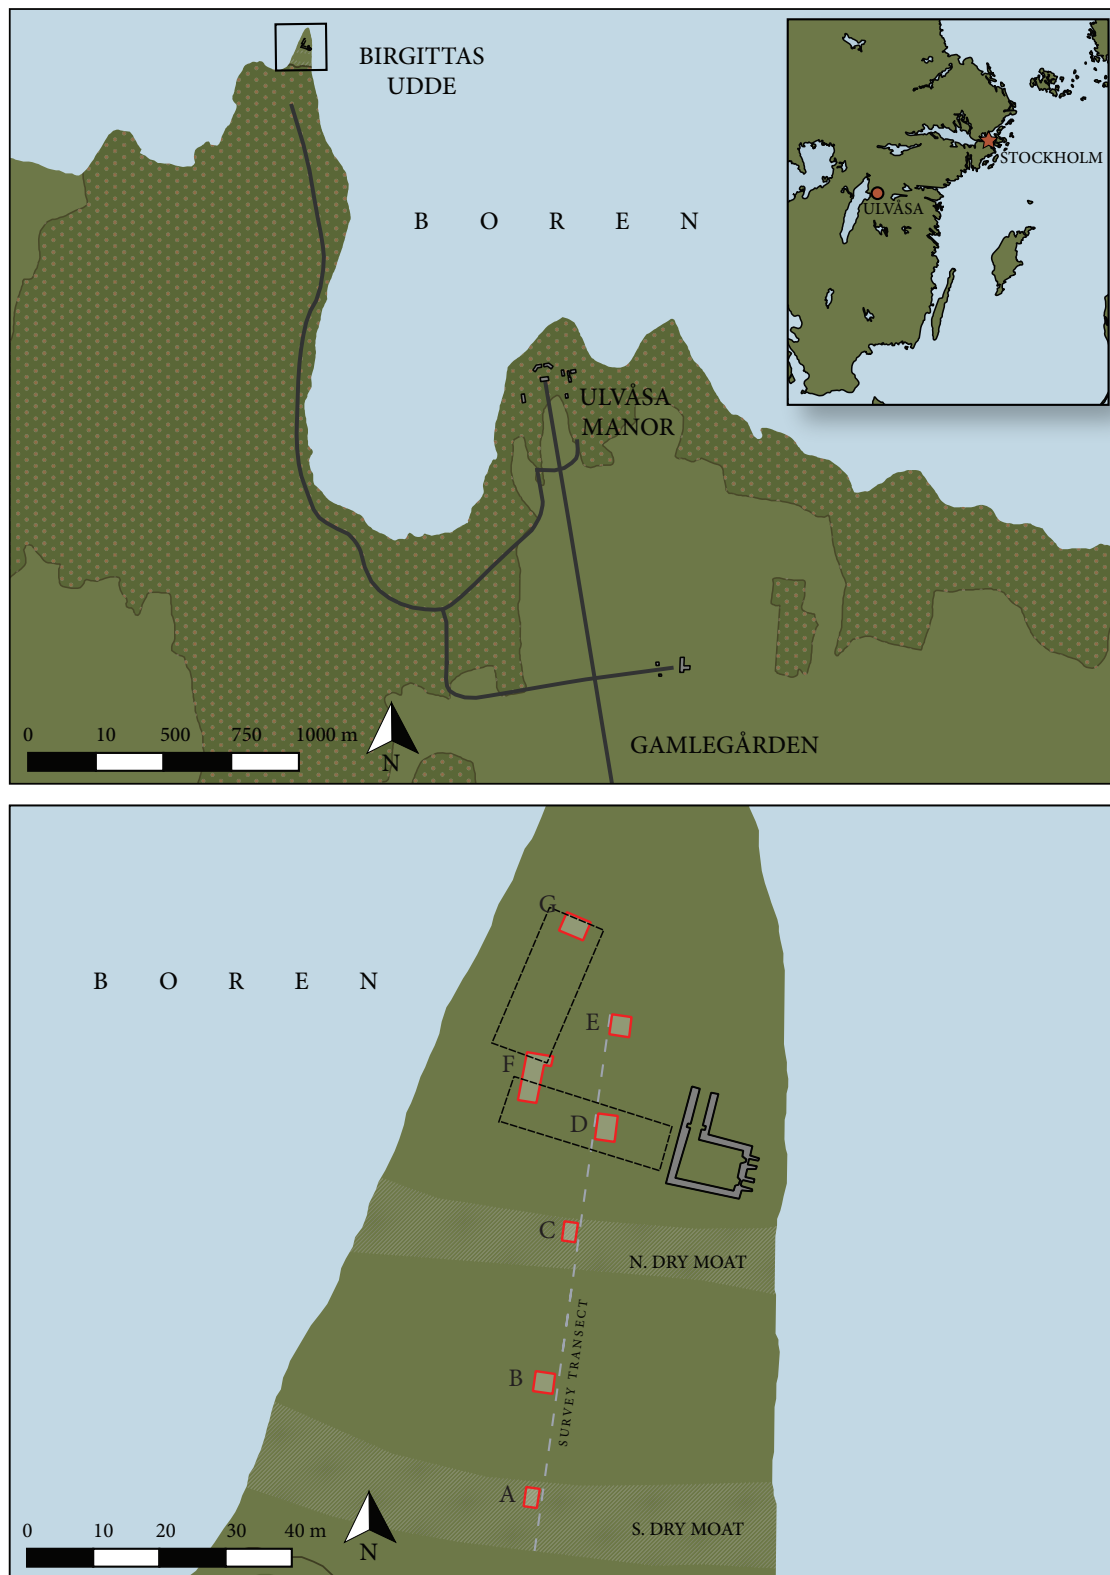 BIRGITTAS
UDDE
STOCKHOLM
ULVÅSA
B O R E N
ULVÅSA
MANOR
0 10 500 750 1000 m
N
GAMLEGÅRDEN
G
B O R E N
E
F
D
C
N. DRY MOAT
SURVEY TRANSECT
B
A
S. DRY MOAT
0 10 20 30 40 m
N